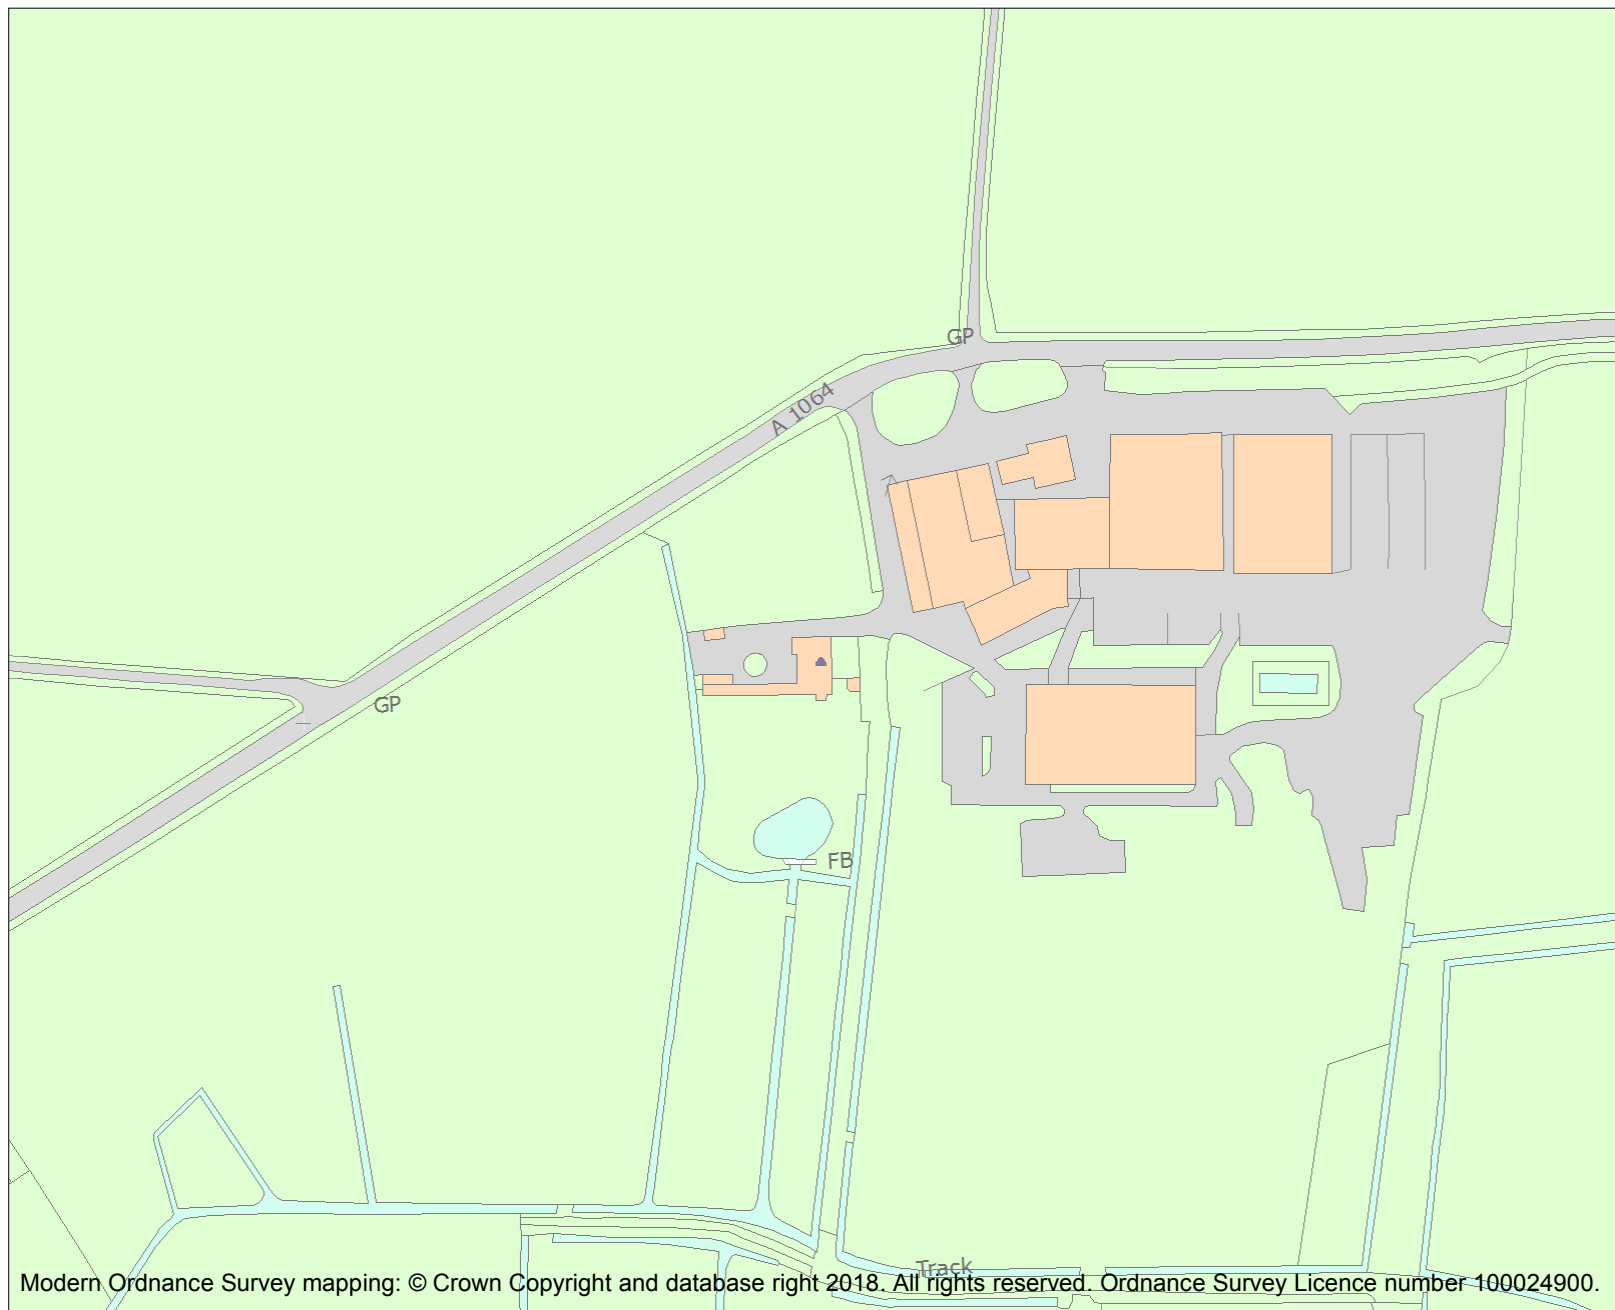 GP
A 1064
GP
FB
Track
Modern Ordnance Survey mapping: © Crown Copyright and database right 2018. All rights reserved. Ordnance Survey Licence number 100024900.